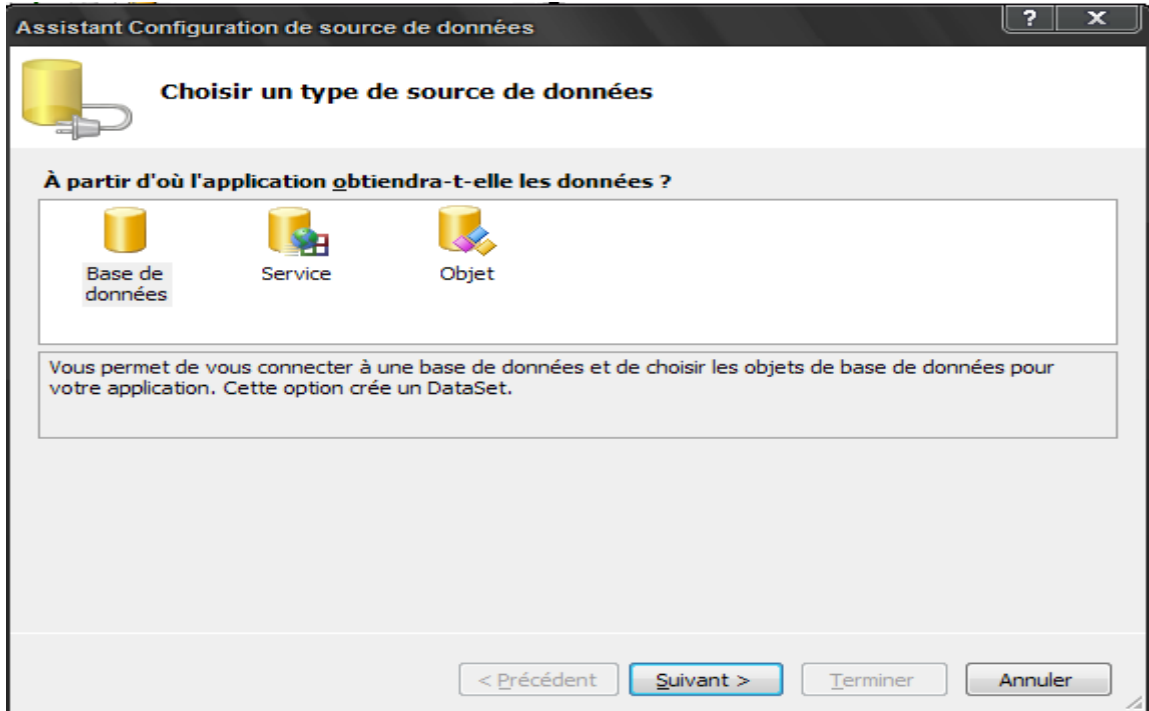 Assistant Configuration de source de données
? X
Choisir un type de source de données
À partir d'où l'application obtiendra-t-elle les données ?
Base de
données
Service
Objet
Vous permet de vous connecter à une base de données et de choisir les objets de base de données pour
votre application. Cette option crée un DataSet.
< Précédent
Suivant >
Terminer
Annuler